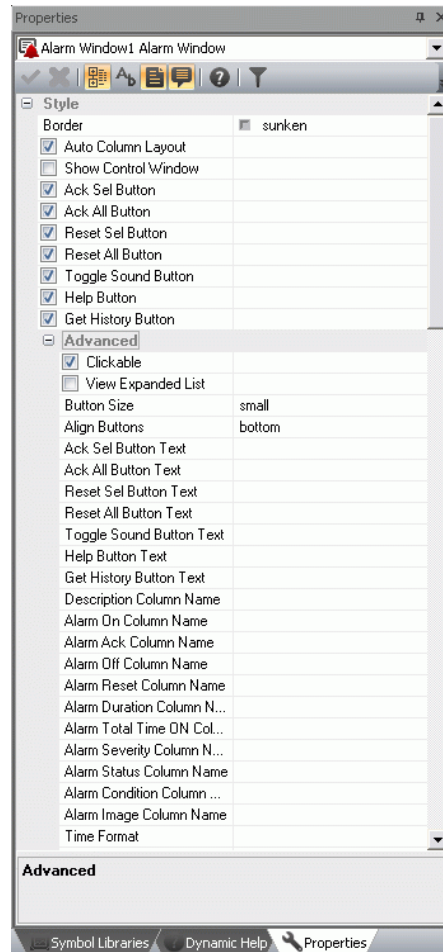 Properties
Alarm Window1 Alarm Window
Style
Border sunken
Auto Column Layout
Show Control Window
Ack Sel Button
Ack All Button
Reset Sel Button
Reset All Button
Toggle Sound Button
Help Button
Get History Button
Advanced
Clickable
View Expanded List
Button Size small
Align Buttons bottom
Ack Sel Button Text
Ack All Button Text
Reset Sel Button Text
Reset All Button Text
Toggle Sound Button Text
Help Button Text
Get History Button Text
Description Column Name
Alarm On Column Name
Alarm Ack Column Name
Alarm Off Column Name
Alarm Reset Column Name
Alarm Duration Column N...
Alarm Total Time ON Col...
Alarm Severity Column N...
Alarm Status Column Name
Alarm Condition Column ...
Alarm Image Column Name
Time Format
Advanced
Symbol Libraries Dynamic Help Properties